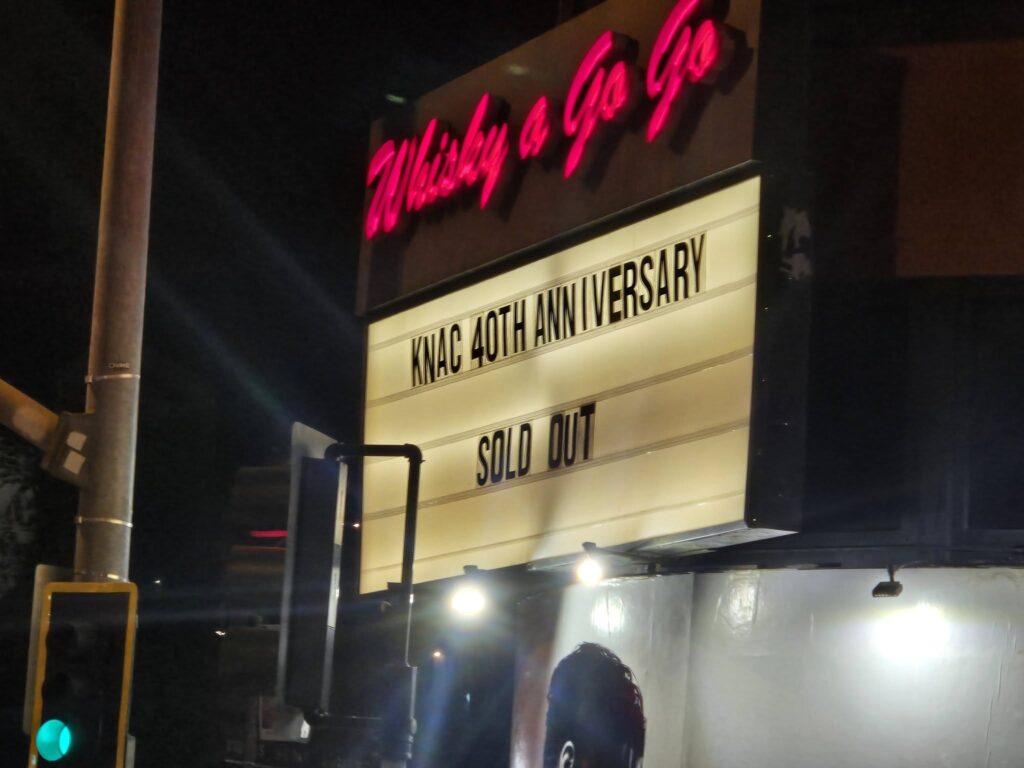 Whisky a Go Go
KNAC 40TH ANNIVERSARY
SOLD OUT